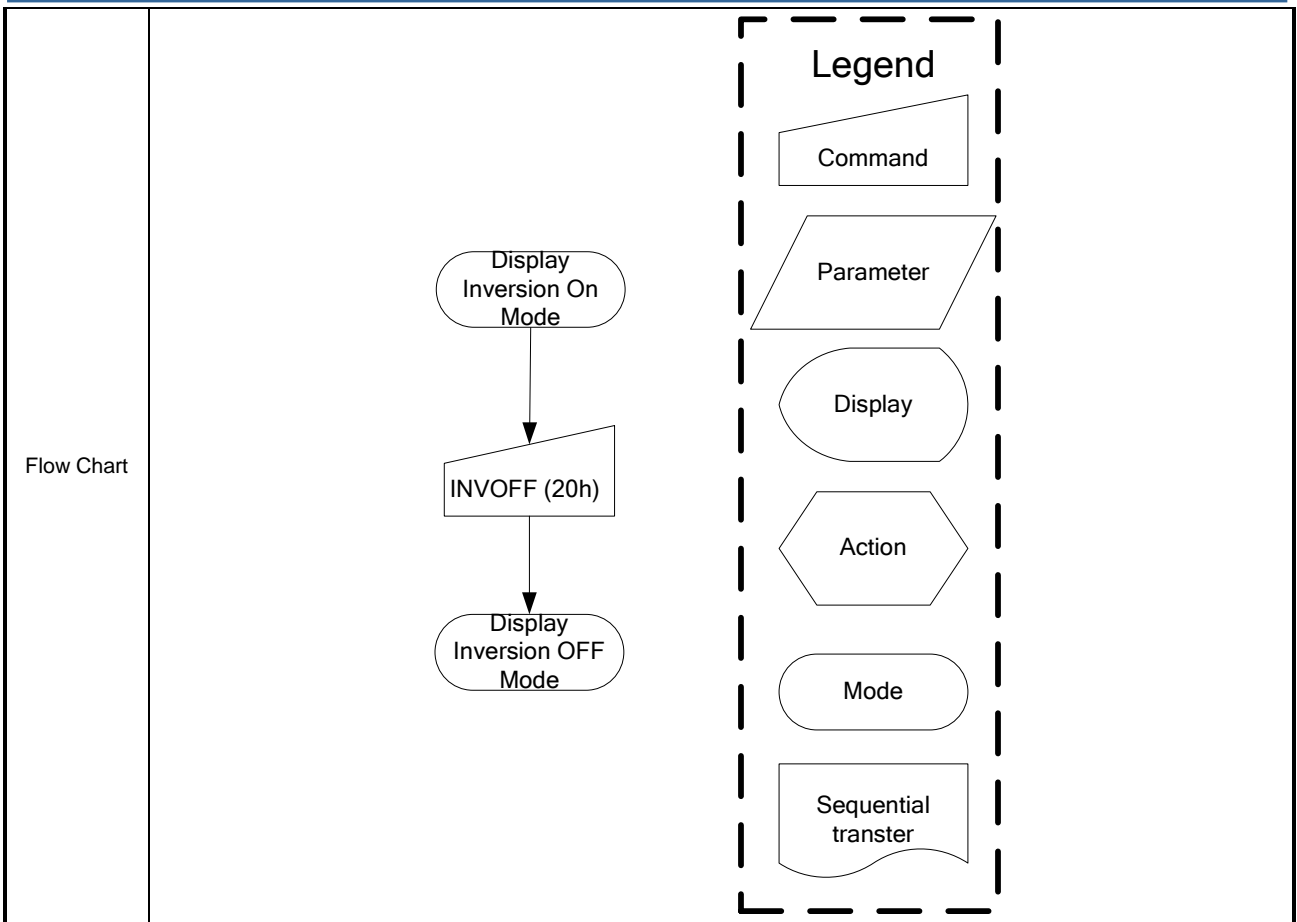 Flow Chart
Display
Inversion On
Mode
INVOFF (20h)
Display
Inversion OFF
Mode
Legend
Command
Parameter
Display
Action
Mode
Sequential
transter